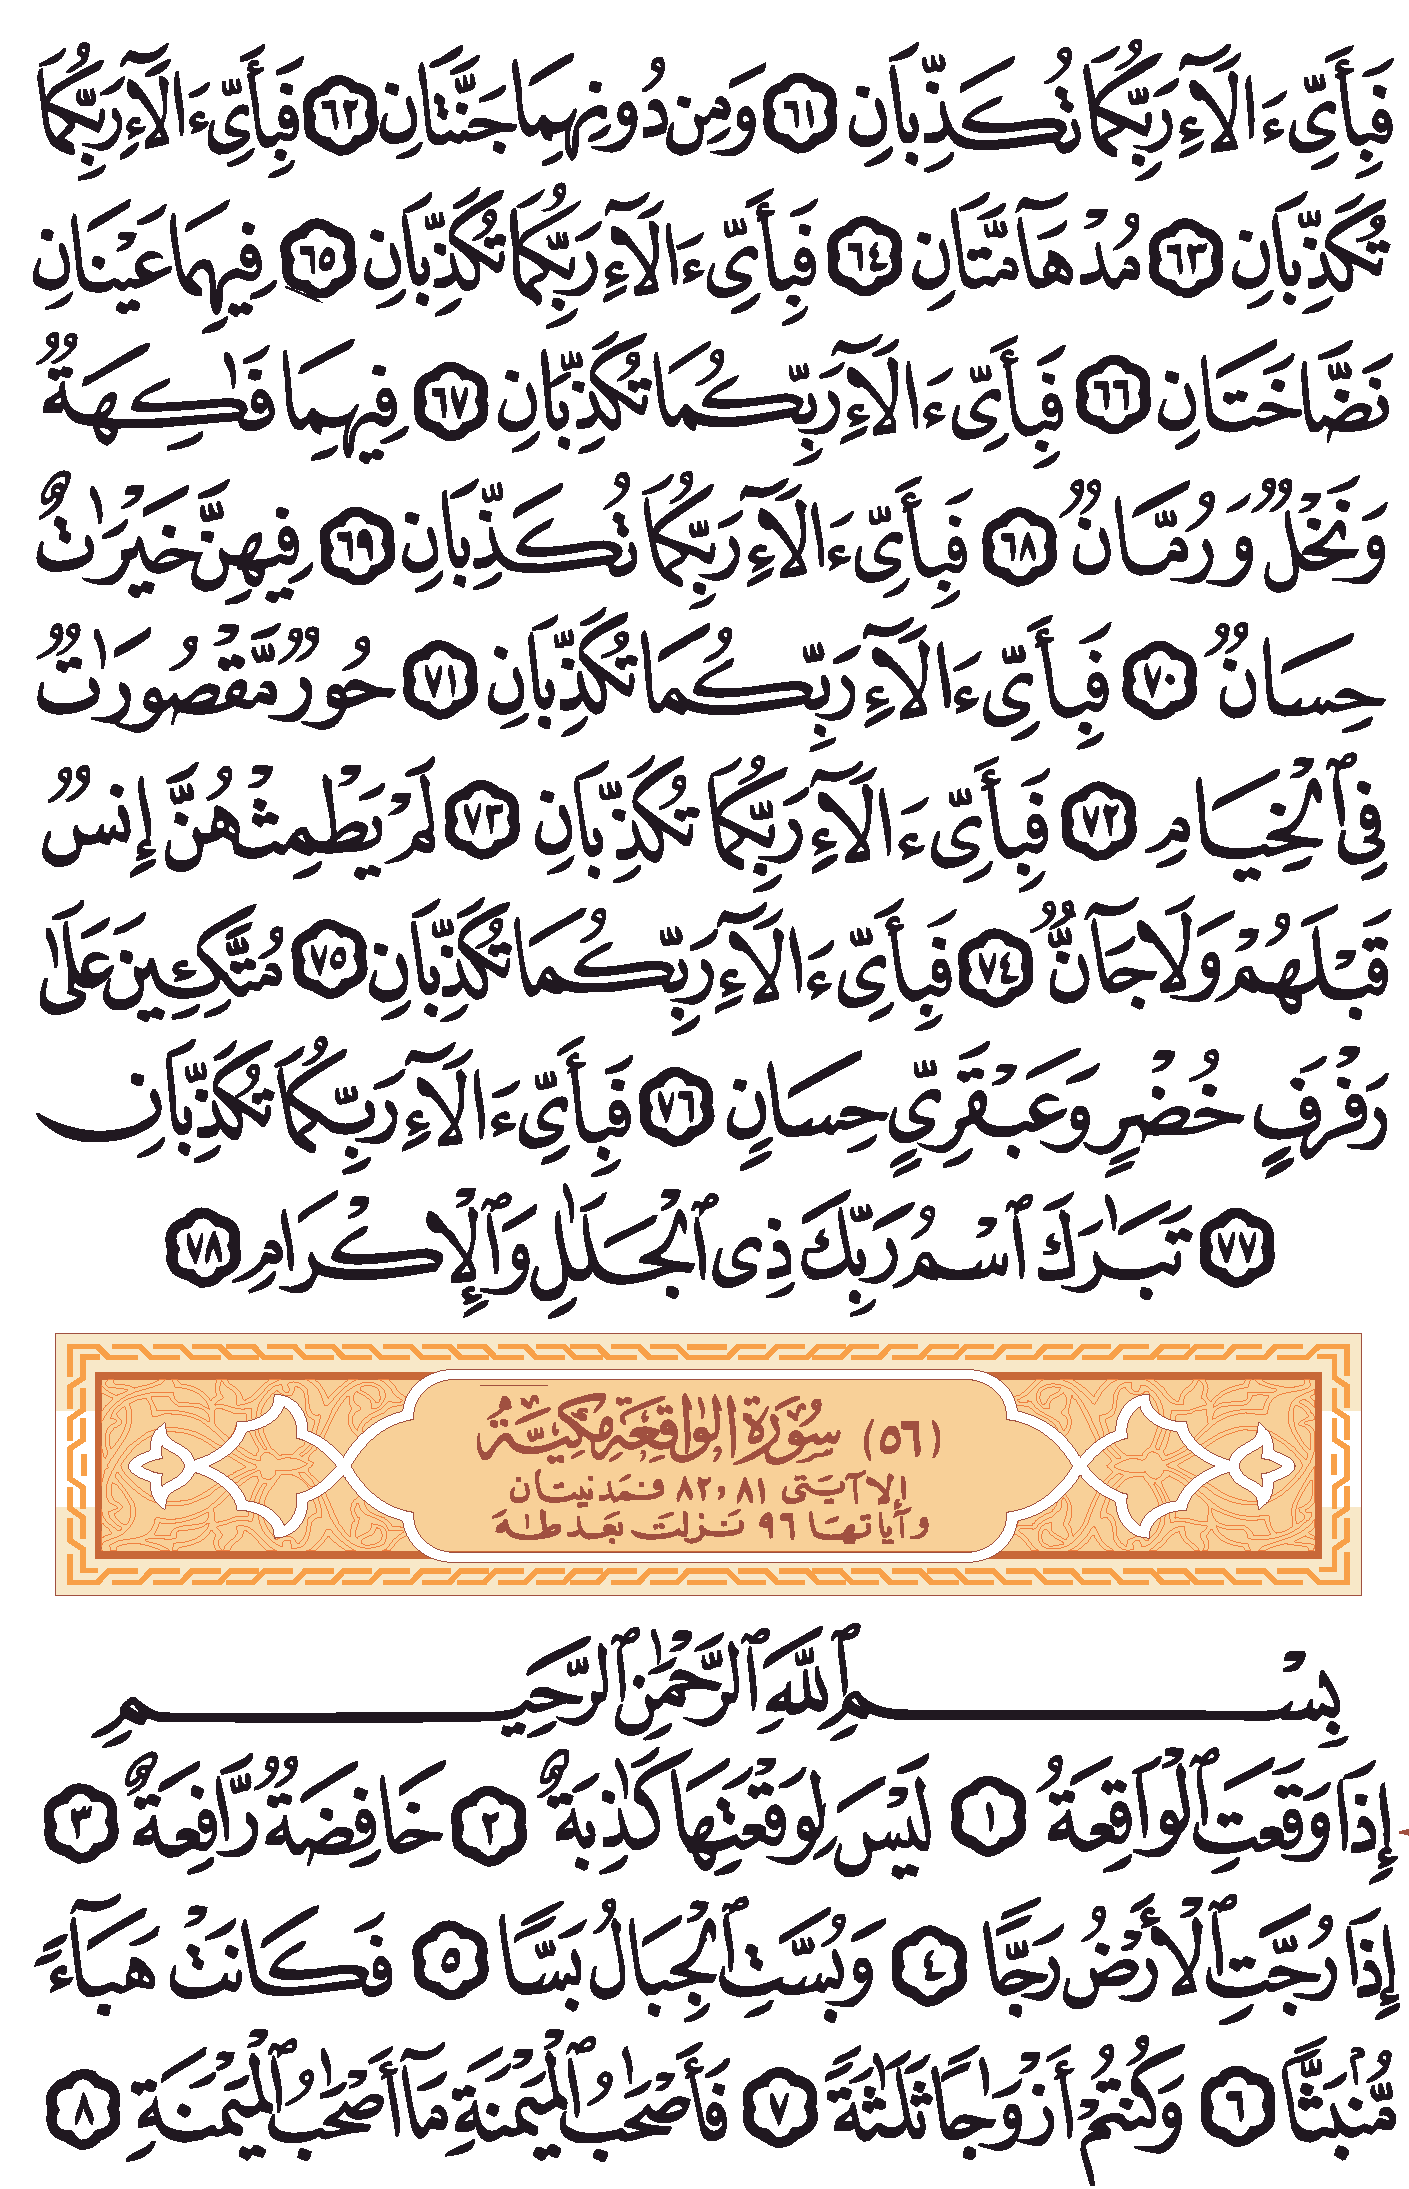 فَبِأَيِّ ءَالَآءِ رَبِّكُمَا تُكَذِّبَانِ ٦١ وَمِن دُونِهِمَا جَنَّتَانِ ٦٢ فَبِأَيِّ ءَالَآءِ رَبِّكُمَا
تُكَذِّبَانِ ٦٣ مُدْهَآمَّتَانِ ٦٤ فَبِأَيِّ ءَالَآءِ رَبِّكُمَا تُكَذِّبَانِ ٦٥ فِيهِمَا عَيْنَانِ
نَضَّاخَتَانِ ٦٦ فَبِأَيِّ ءَالَآءِ رَبِّكُمَا تُكَذِّبَانِ ٦٧ فِيهِمَا فَٰكِهَةٌ
وَنَخْلٌ وَرُمَّانٌ ٦٨ فَبِأَيِّ ءَالَآءِ رَبِّكُمَا تُكَذِّبَانِ ٦٩ فِيهِنَّ خَيْرَٰتٌ
حِسَانٌ ٧٠ فَبِأَيِّ ءَالَآءِ رَبِّكُمَا تُكَذِّبَانِ ٧١ حُورٌ مَّقْصُورَٰتٌ
فِي ٱلْخِيَامِ ٧٢ فَبِأَيِّ ءَالَآءِ رَبِّكُمَا تُكَذِّبَانِ ٧٣ لَمْ يَطْمِثْهُنَّ إِنسٌ
قَبْلَهُمْ وَلَا جَآنٌّ ٧٤ فَبِأَيِّ ءَالَآءِ رَبِّكُمَا تُكَذِّبَانِ ٧٥ مُتَّكِـِٔينَ عَلَىٰ
رَفْرَفٍ خُضْرٍ وَعَبْقَرِيٍّ حِسَانٍ ٧٦ فَبِأَيِّ ءَالَآءِ رَبِّكُمَا تُكَذِّبَانِ
٧٧ تَبَٰرَكَ ٱسْمُ رَبِّكَ ذِي ٱلْجَلَٰلِ وَٱلْإِكْرَامِ ٧٨
(٥٦) سُورَةُ الوَاقِعَةِ مَكِّيَّةٌ
إلا آيتي ٨١ و ٨٢ فمدنيتان
وآياتها ٩٦ نزلت بعد طه
بِسْمِ ٱللَّهِ ٱلرَّحْمَٰنِ ٱلرَّحِيمِ
إِذَا وَقَعَتِ ٱلْوَاقِعَةُ ١ لَيْسَ لِوَقْعَتِهَا كَاذِبَةٌ ٢ خَافِضَةٌ رَّافِعَةٌ ٣
إِذَا رُجَّتِ ٱلْأَرْضُ رَجًّا ٤ وَبُسَّتِ ٱلْجِبَالُ بَسًّا ٥ فَكَانَتْ هَبَآءً
مُّنۢبَثًّا ٦ وَكُنتُمْ أَزْوَٰجًا ثَلَٰثَةً ٧ فَأَصْحَٰبُ ٱلْمَيْمَنَةِ مَآ أَصْحَٰبُ ٱلْمَيْمَنَةِ ٨